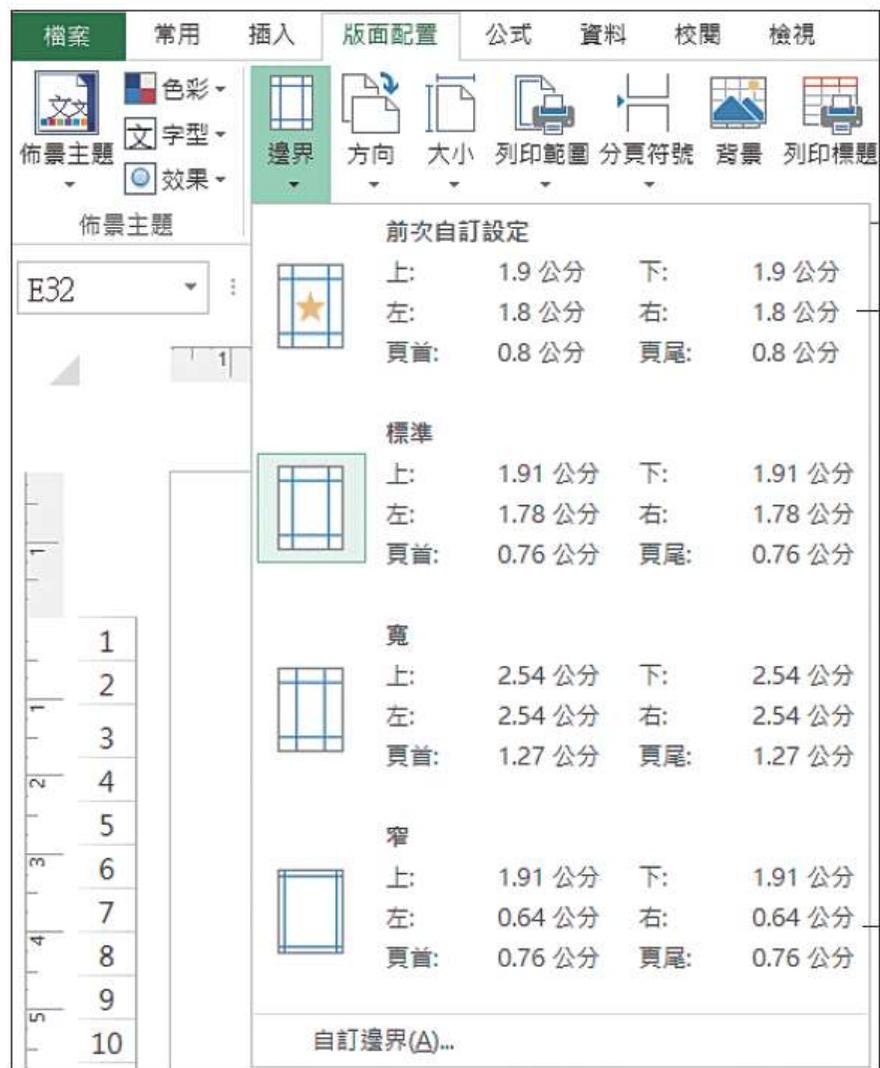 檔案 常用 插入 版面配置 公式 資料 校閱 檢視
色彩
文文
文 字型
效果
佈景主題 邊界 方向 大小 列印範圍 分頁符號 背景 列印標題
佈景主題
E32
1
前次自訂設定
上: 1.9 公分 下: 1.9 公分
左: 1.8 公分 右: 1.8 公分
頁首: 0.8 公分 頁尾: 0.8 公分
標準
上: 1.91 公分 下: 1.91 公分
左: 1.78 公分 右: 1.78 公分
頁首: 0.76 公分 頁尾: 0.76 公分
寬
上: 2.54 公分 下: 2.54 公分
左: 2.54 公分 右: 2.54 公分
頁首: 1.27 公分 頁尾: 1.27 公分
窄
上: 1.91 公分 下: 1.91 公分
左: 0.64 公分 右: 0.64 公分
頁首: 0.76 公分 頁尾: 0.76 公分
自訂邊界(A)...
1
1
2
3
4
5
1
2
3
4
5
6
7
8
9
10